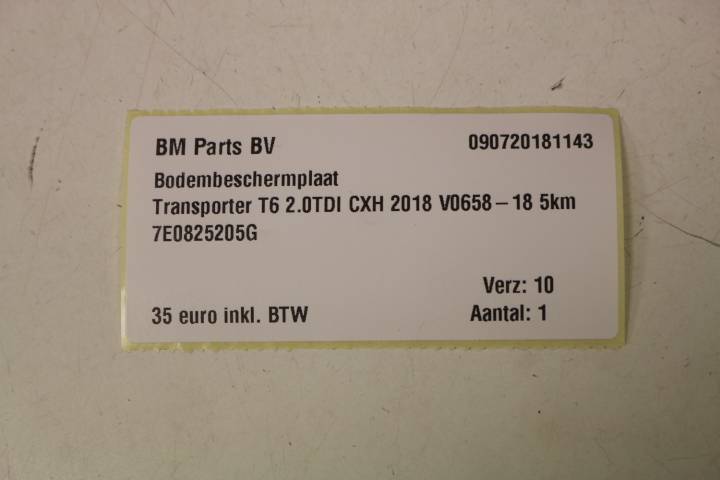 BM Parts BV 090720181143
Bodembeschermplaat
Transporter T6 2.0TDI CXH 2018 V0658 – 18 5km
7E0825205G
Verz: 10
35 euro inkl. BTW Aantal: 1